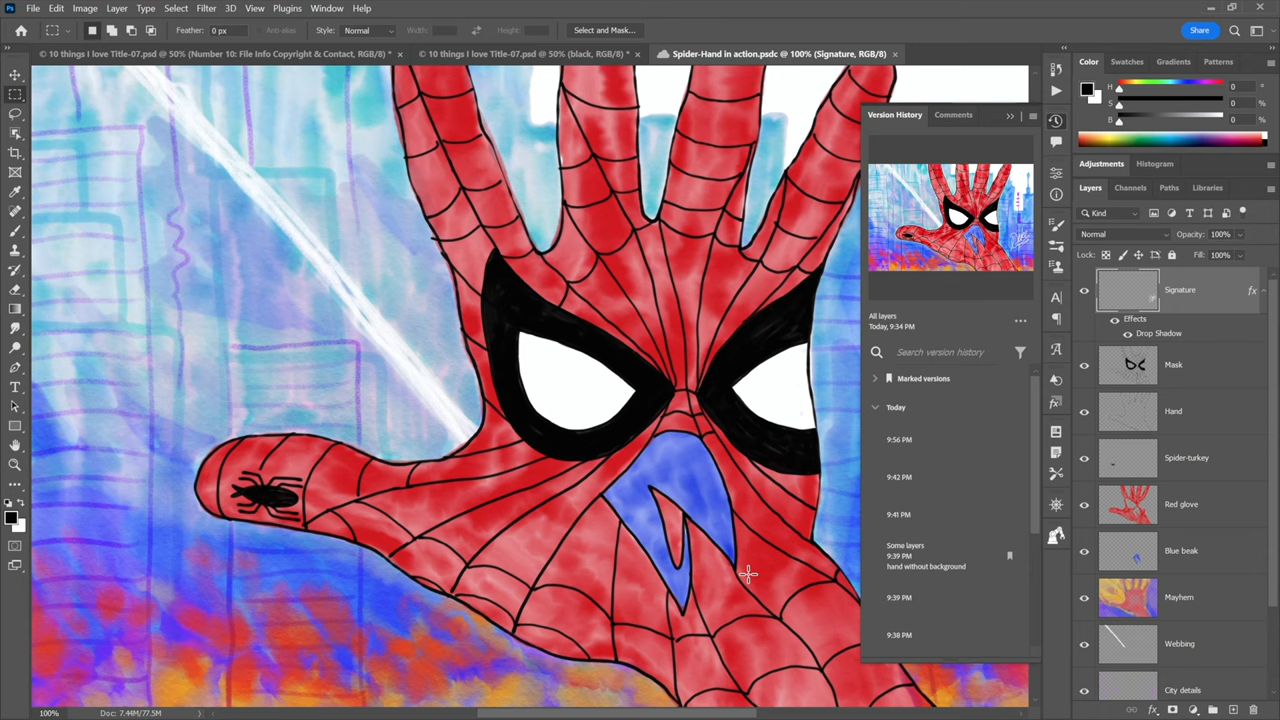 Ps File Edit Image Layer Type Select Filter 3D View Plugins Window Help
Feather: 0 px Anti-alias Style: Normal Width: Height: Select and Mask... Share
© 10 things I love Title-07.psd @ 50% (Number 10: File Info Copyright & Contact, RGB/8) * ×
© 10 things I love Title-07.psd @ 50% (black, RGB/8) * ×
Spider-Hand in action.psdc @ 100% (Signature, RGB/8) ×
Version History Comments
All layers
Today, 9:34 PM
Search version history
Marked versions
Today
9:56 PM
9:42 PM
9:41 PM
Some layers
9:39 PM
hand without background
9:39 PM
9:38 PM
Color Swatches Gradients Patterns
H 0 °
S 0 %
B 0 %
Adjustments Histogram
Layers Channels Paths Libraries
Kind
Normal Opacity: 100%
Lock: Fill: 100%
Signature fx
Effects
Drop Shadow
Mask
Hand
Spider-turkey
Red glove
Blue beak
Mayhem
Webbing
City details
100% Doc: 7.44M/77.5M